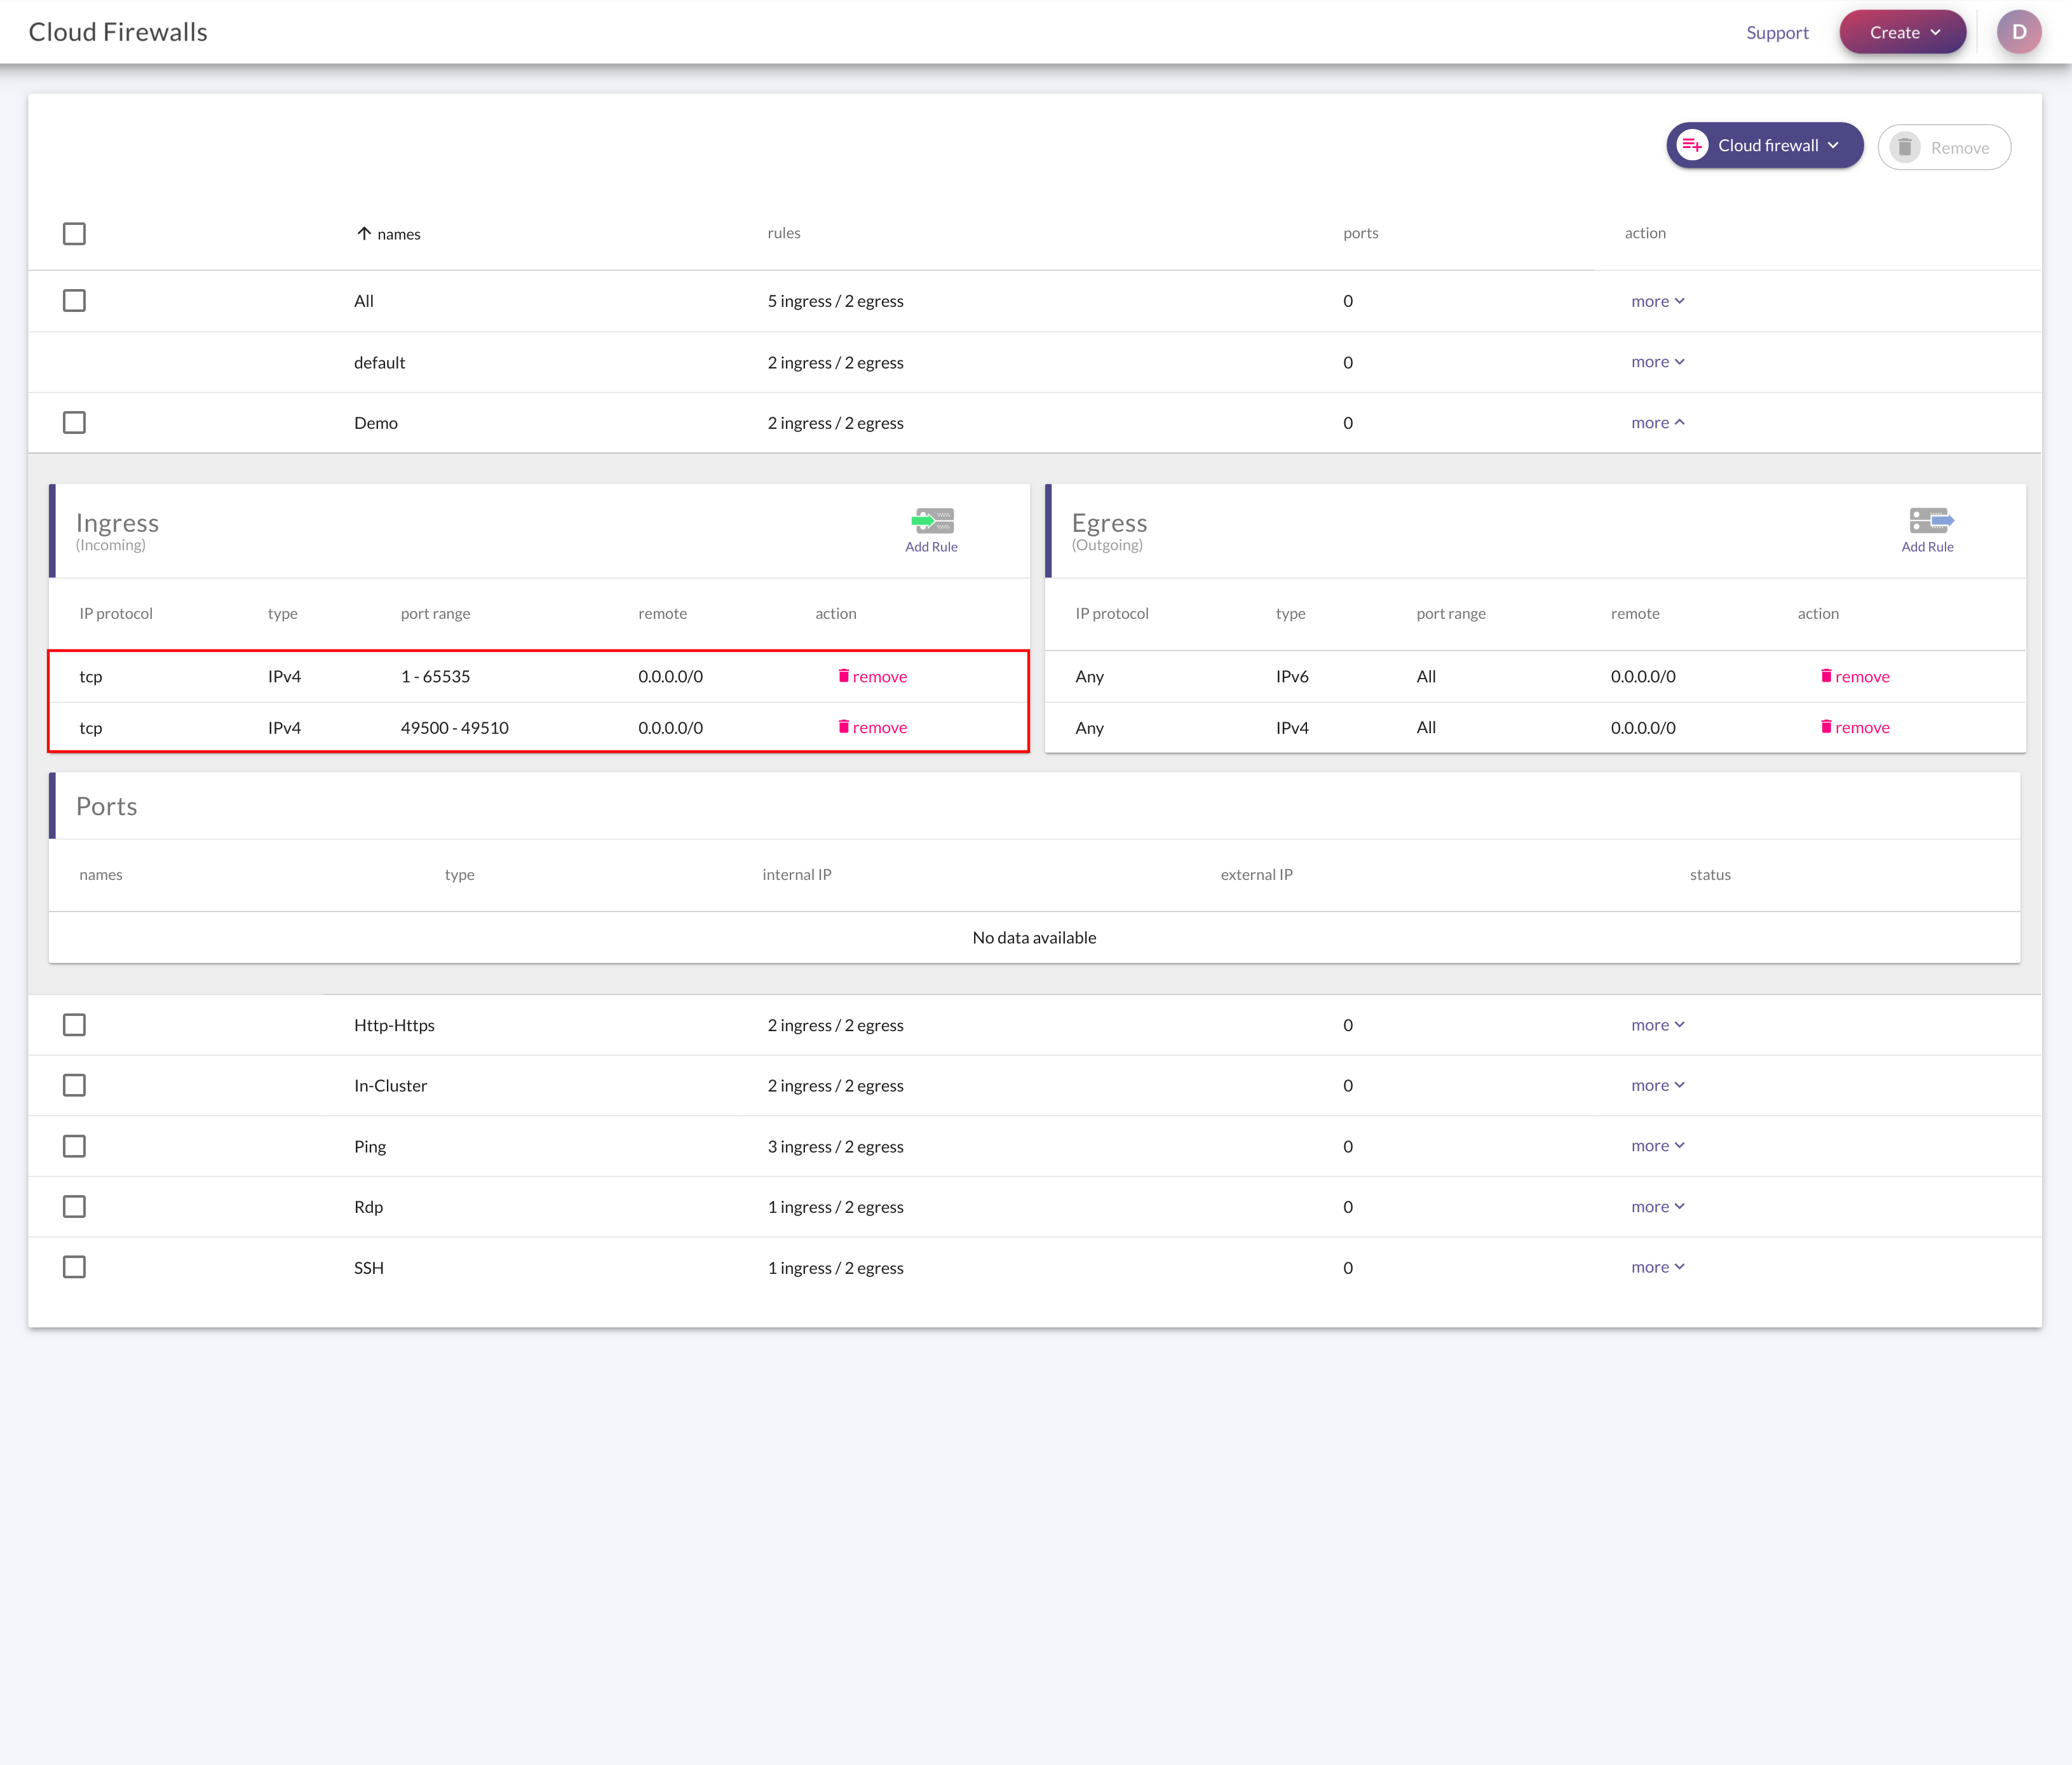 Cloud Firewalls
Support
Create
D
Cloud firewall
Remove
names rules ports action
All 5 ingress / 2 egress 0 more
default 2 ingress / 2 egress 0 more
Demo 2 ingress / 2 egress 0 more
Ingress
(Incoming)
Add Rule
IP protocol type port range remote action
tcp IPv4 1 - 65535 0.0.0.0/0 remove
tcp IPv4 49500 - 49510 0.0.0.0/0 remove
Egress
(Outgoing)
Add Rule
IP protocol type port range remote action
Any IPv6 All 0.0.0.0/0 remove
Any IPv4 All 0.0.0.0/0 remove
Ports
names type internal IP external IP status
No data available
Http-Https 2 ingress / 2 egress 0 more
In-Cluster 2 ingress / 2 egress 0 more
Ping 3 ingress / 2 egress 0 more
Rdp 1 ingress / 2 egress 0 more
SSH 1 ingress / 2 egress 0 more